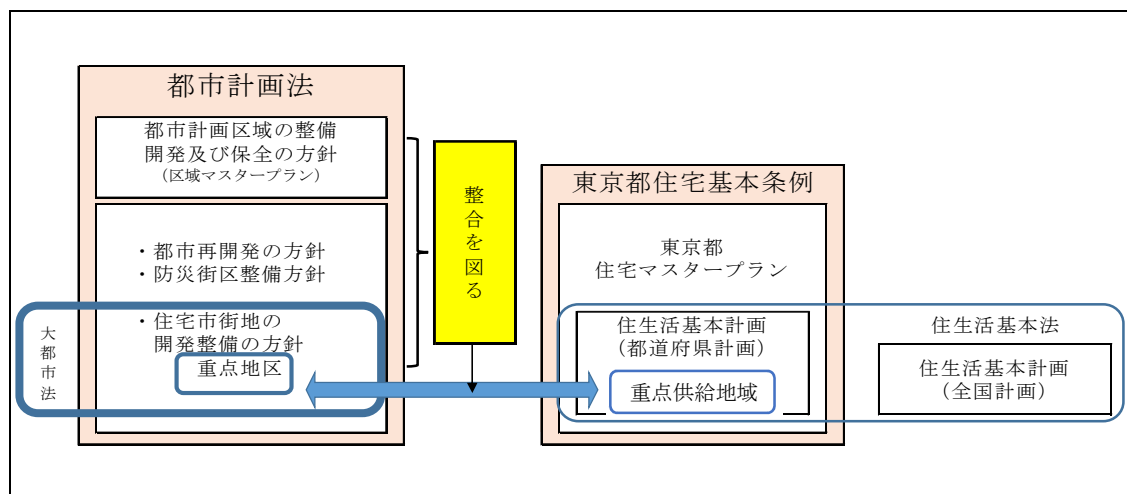 都市計画法
都市計画区域の整備
開発及び保全の方針
(区域マスタープラン)
・都市再開発の方針
・防災街区整備方針
・住宅市街地の
開発整備の方針
重点地区
大都市法
整合を図る
東京都住宅基本条例
東京都
住宅マスタープラン
住生活基本計画
(都道府県計画)
重点供給地域
住生活基本法
住生活基本計画
(全国計画)